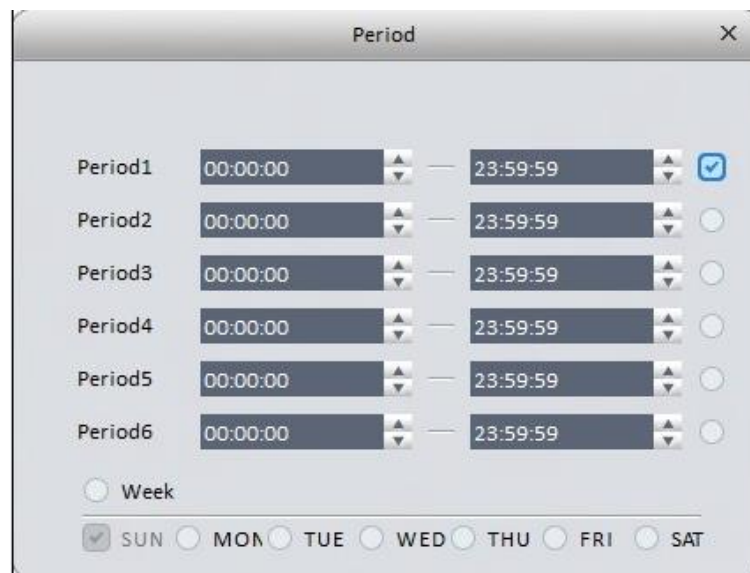 Period
Period1 00:00:00 — 23:59:59
Period2 00:00:00 — 23:59:59
Period3 00:00:00 — 23:59:59
Period4 00:00:00 — 23:59:59
Period5 00:00:00 — 23:59:59
Period6 00:00:00 — 23:59:59
Week
SUN MON TUE WED THU FRI SAT